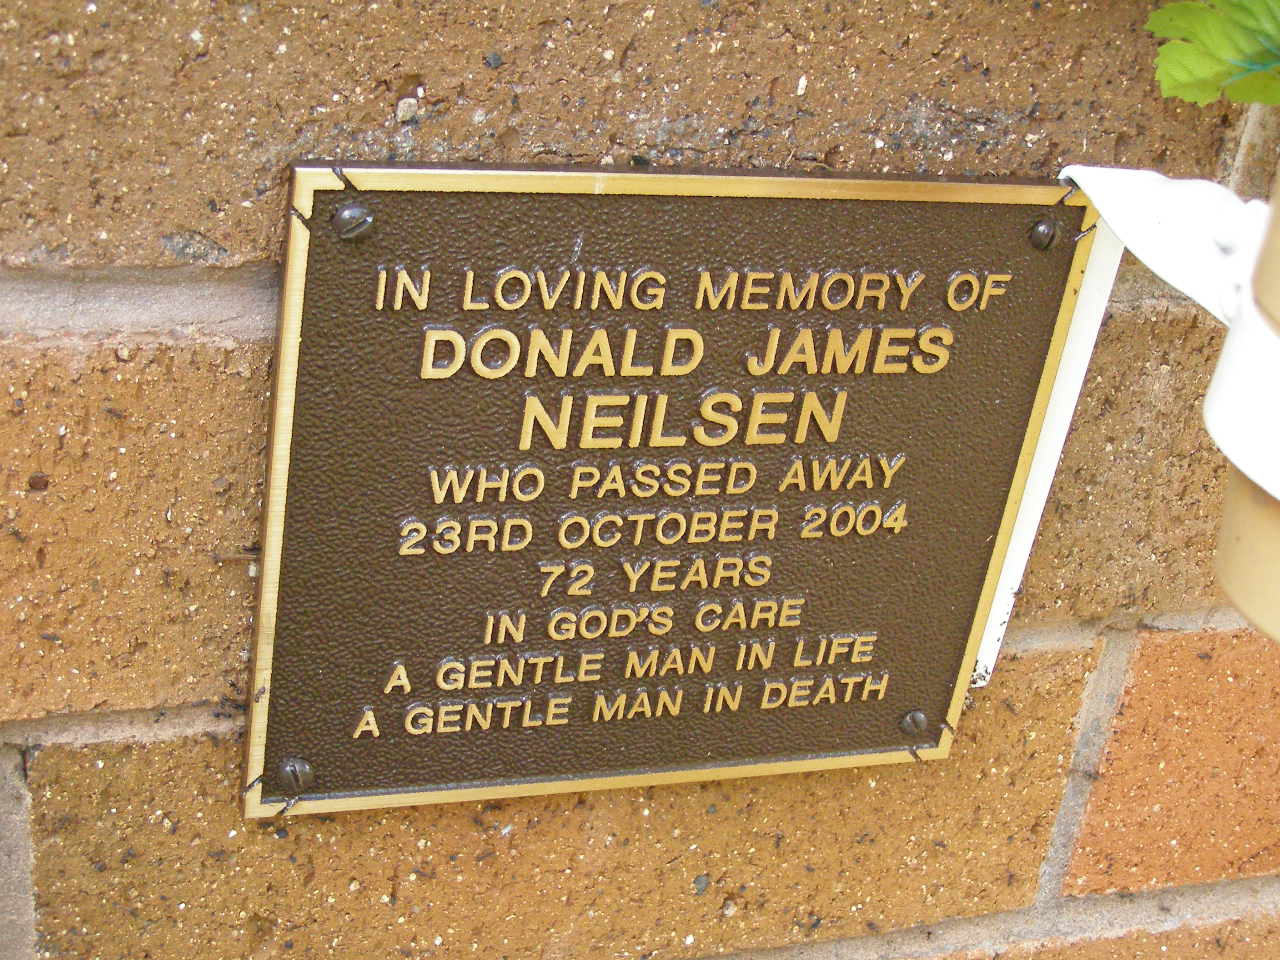 IN LOVING MEMORY OF
DONALD JAMES
NEILSEN
WHO PASSED AWAY
23RD OCTOBER 2004
72 YEARS
IN GOD'S CARE
A GENTLE MAN IN LIFE
A GENTLE MAN IN DEATH